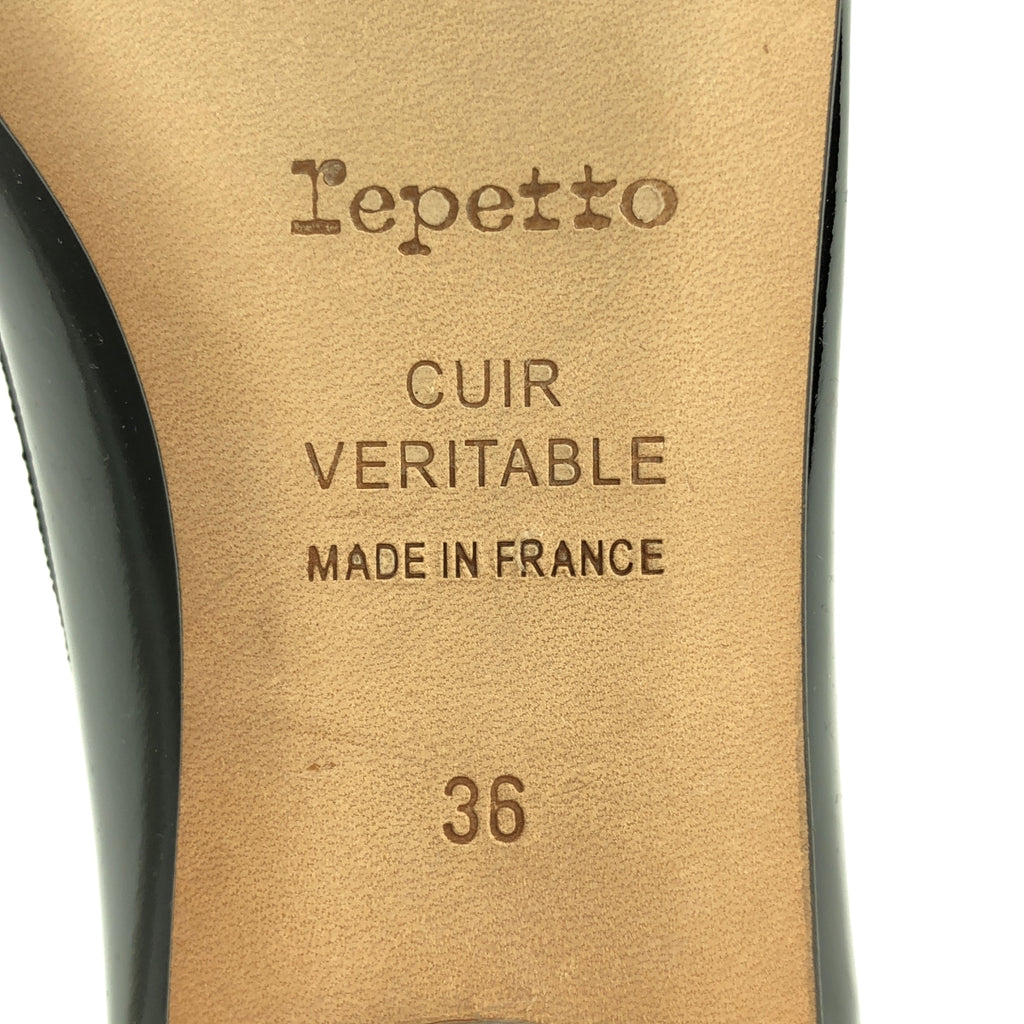 repetto
CUIR
VERITABLE
MADE IN FRANCE
36